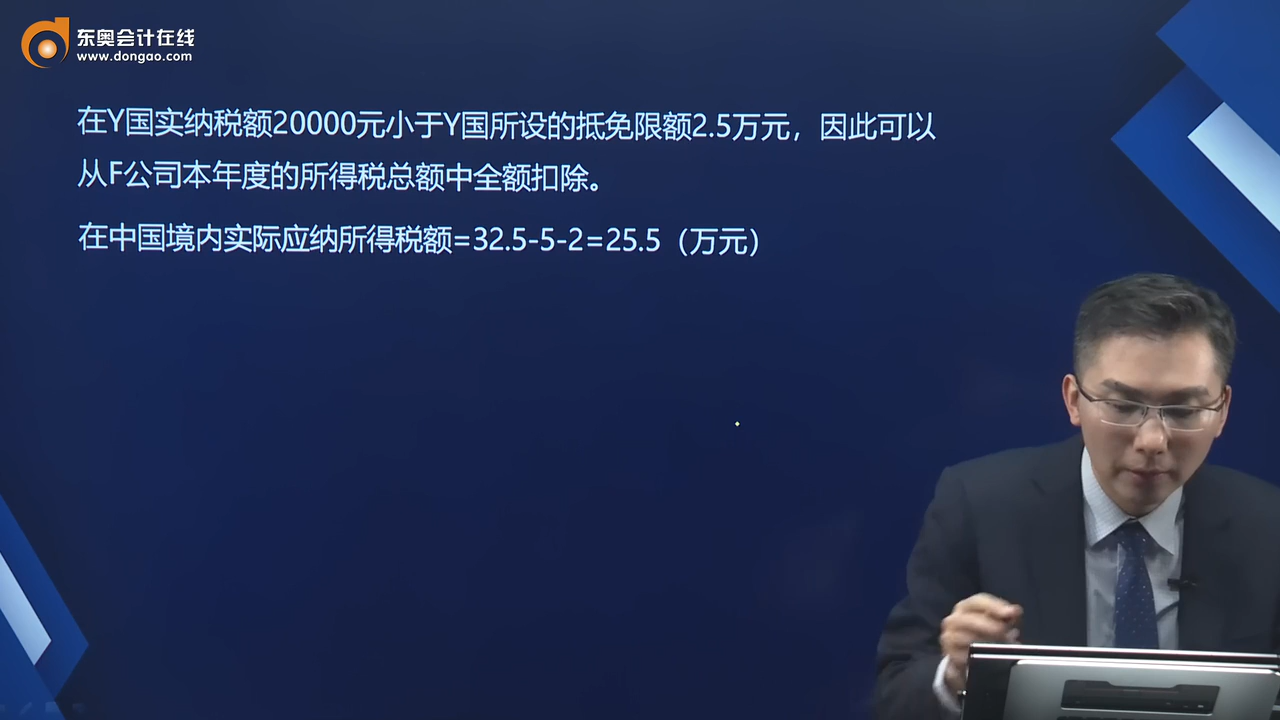 东奥会计在线
www.dongao.com
在Y国实纳税额20000元小于Y国所设的抵免限额2.5万元，因此可以
从F公司本年度的所得税总额中全额扣除。
在中国境内实际应纳所得税额=32.5-5-2=25.5（万元）